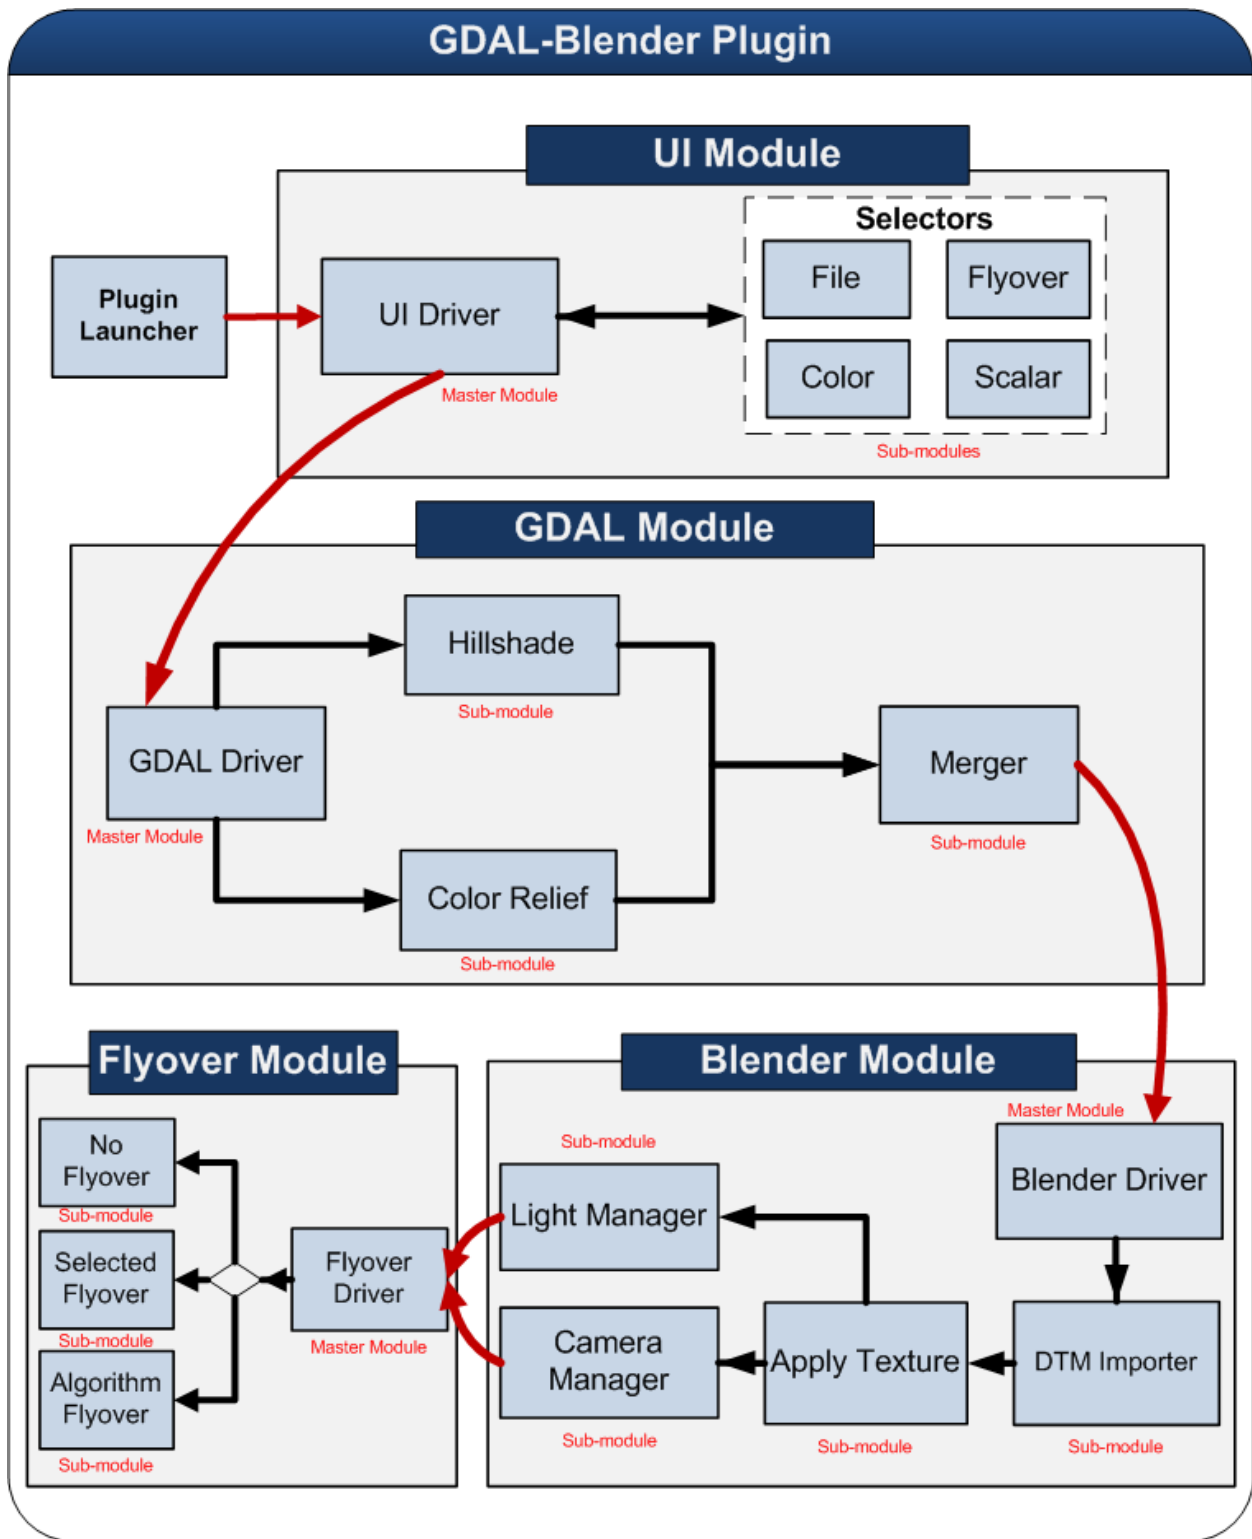 GDAL-Blender Plugin
UI Module
Selectors
File
Flyover
Plugin
Launcher
UI Driver
Color
Scalar
Master Module
Sub-modules
GDAL Module
Hillshade
Sub-module
GDAL Driver
Merger
Master Module
Sub-module
Color Relief
Sub-module
Flyover Module
No
Flyover
Sub-module
Selected
Flyover
Sub-module
Algorithm
Flyover
Sub-module
Flyover
Driver
Master Module
Blender Module
Master Module
Sub-module
Blender Driver
Light Manager
Camera
Manager
Apply Texture
DTM Importer
Sub-module
Sub-module
Sub-module